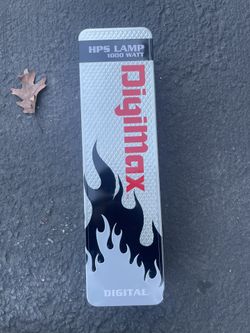 HPS LAMP
1000 WATT
DigiMax
DIGITAL